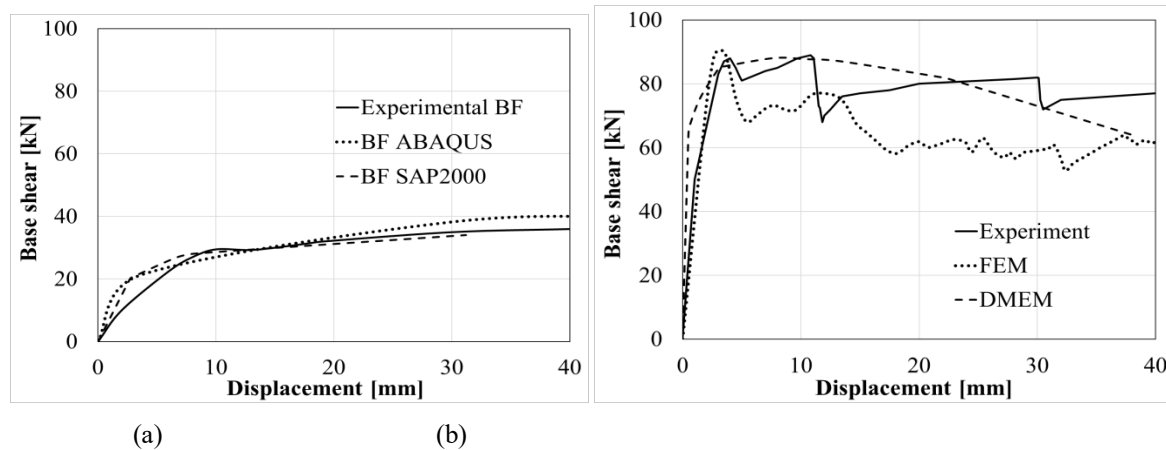 100
80
60
40
20
0
Base shear [kN]
Experimental BF
BF ABAQUS
BF SAP2000
0 10 20 30 40
Displacement [mm]
100
80
60
40
20
0
Base shear [kN]
Experiment
FEM
DMEM
0 10 20 30 40
Displacement [mm]
(a) (b)